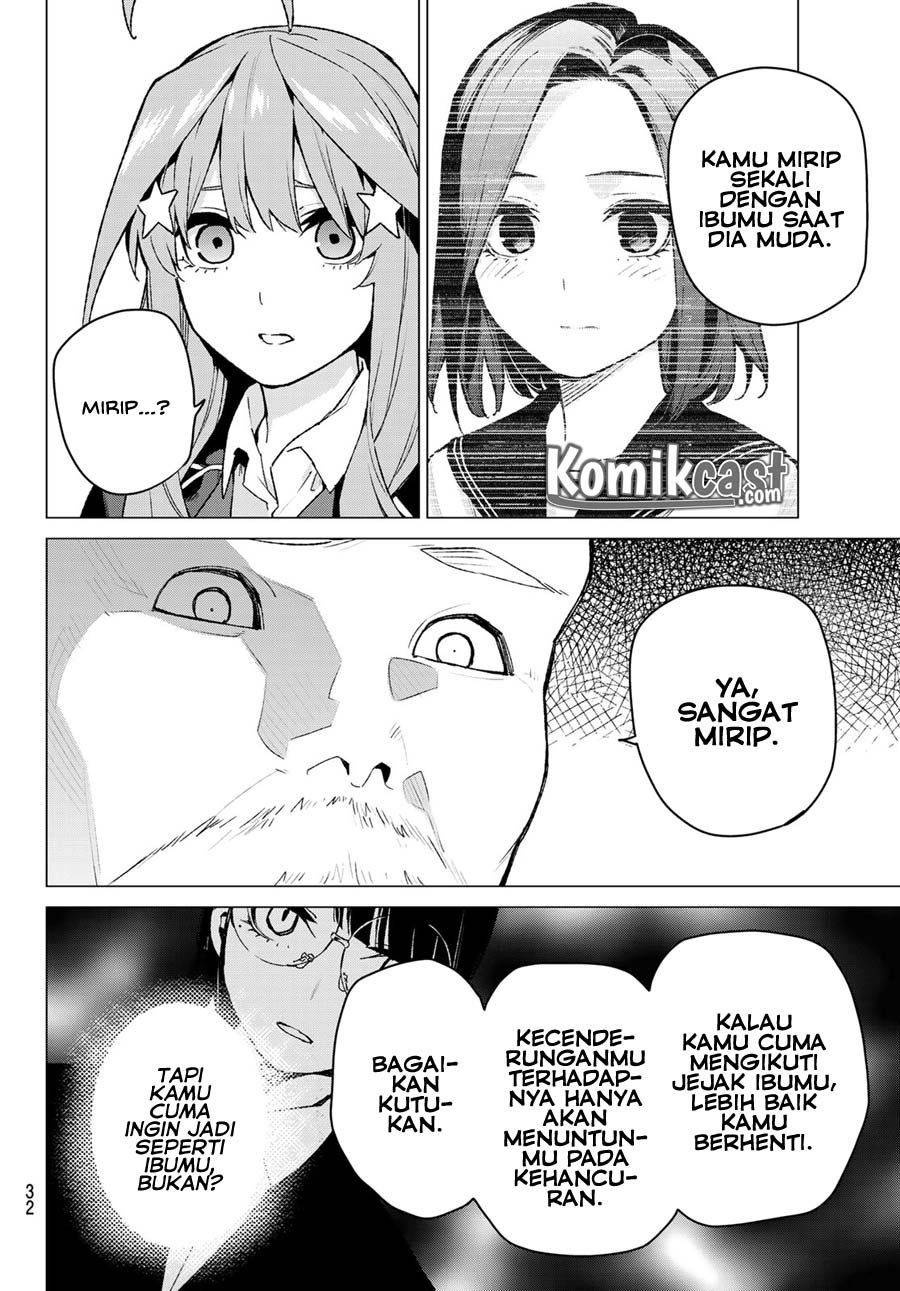 KAMU MIRIP
SEKALI
DENGAN
IBUMU SAAT
DIA MUDA.
MIRIP...?
Komikcast
.com
YA,
SANGAT
MIRIP.
KALAU
KAMU CUMA
MENGIKUTI
JEJAK IBUMU,
LEBIH BAIK
KAMU
BERHENTI.
KECENDE-
RUNGANMU
TERHADAP-
NYA HANYA
AKAN
MENUNTUN-
MU PADA
KEHANCU-
RAN.
BAGAI-
KAN
KUTU-
KAN.
TAPI
KAMU
CUMA
INGIN JADI
SEPERTI
IBUMU,
BUKAN?
32